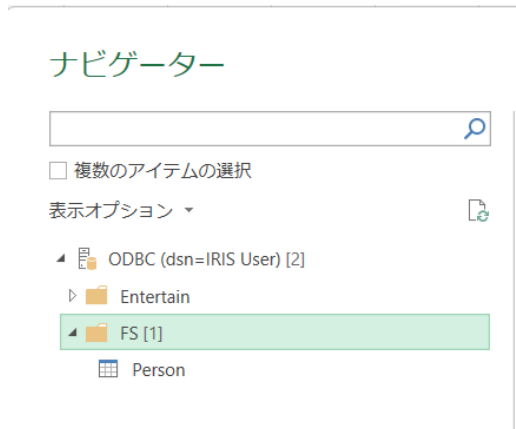 ナビゲーター
複数のアイテムの選択
表示オプション
ODBC (dsn=IRIS User) [2]
Entertain
FS [1]
Person